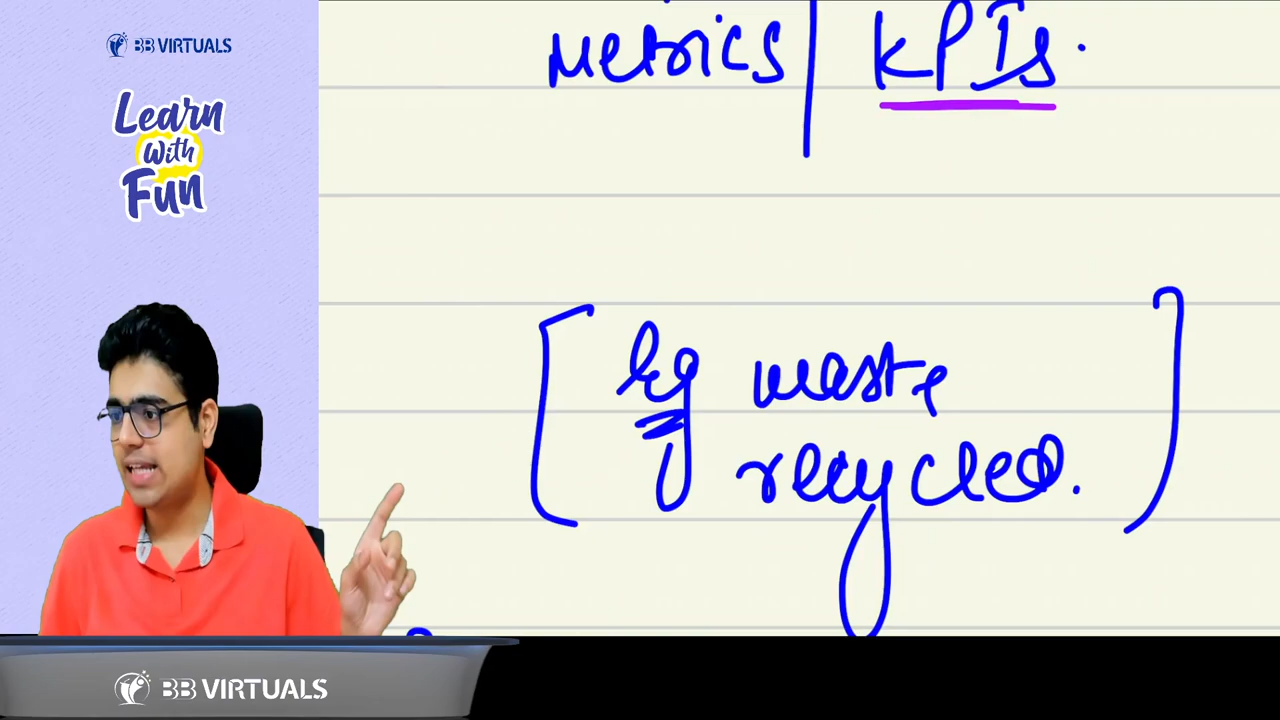 BB VIRTUALS
Learn
With
Fun
Metrics | KPIs.
[ Eg waste
recycled. ]
BB VIRTUALS